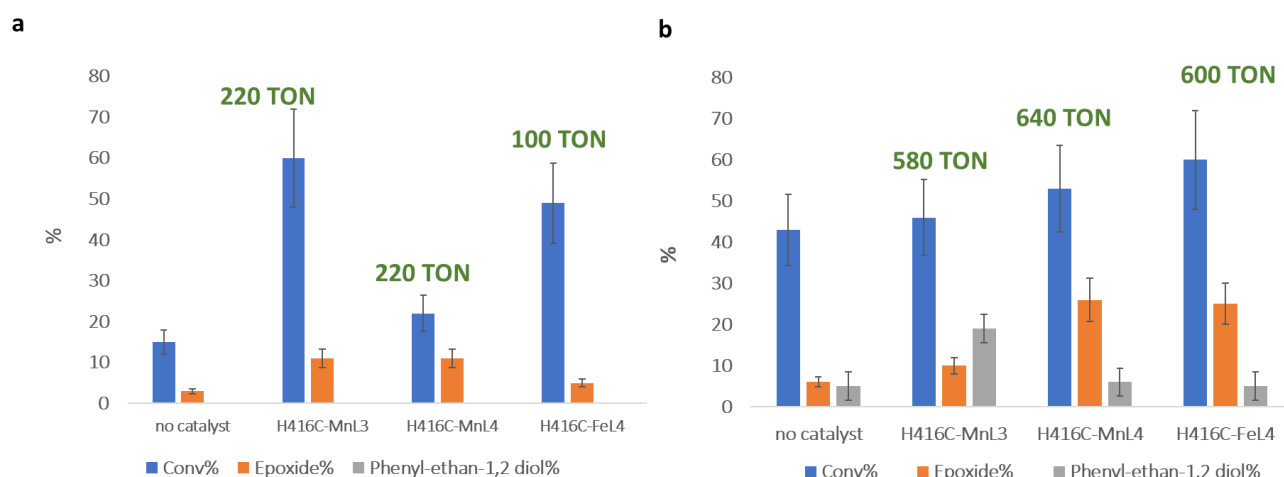 a
80
70
60
50
40
30
20
10
0
%
220 TON
220 TON
100 TON
no catalyst
H416C-MnL3
H416C-MnL4
H416C-FeL4
Conv% Epoxide% Phenyl-ethan-1,2 diol%
b
80
70
60
50
40
30
20
10
0
%
580 TON
640 TON
600 TON
no catalyst
H416C-MnL3
H416C-MnL4
H416C-FeL4
Conv% Epoxide% Phenyl-ethan-1,2 diol%